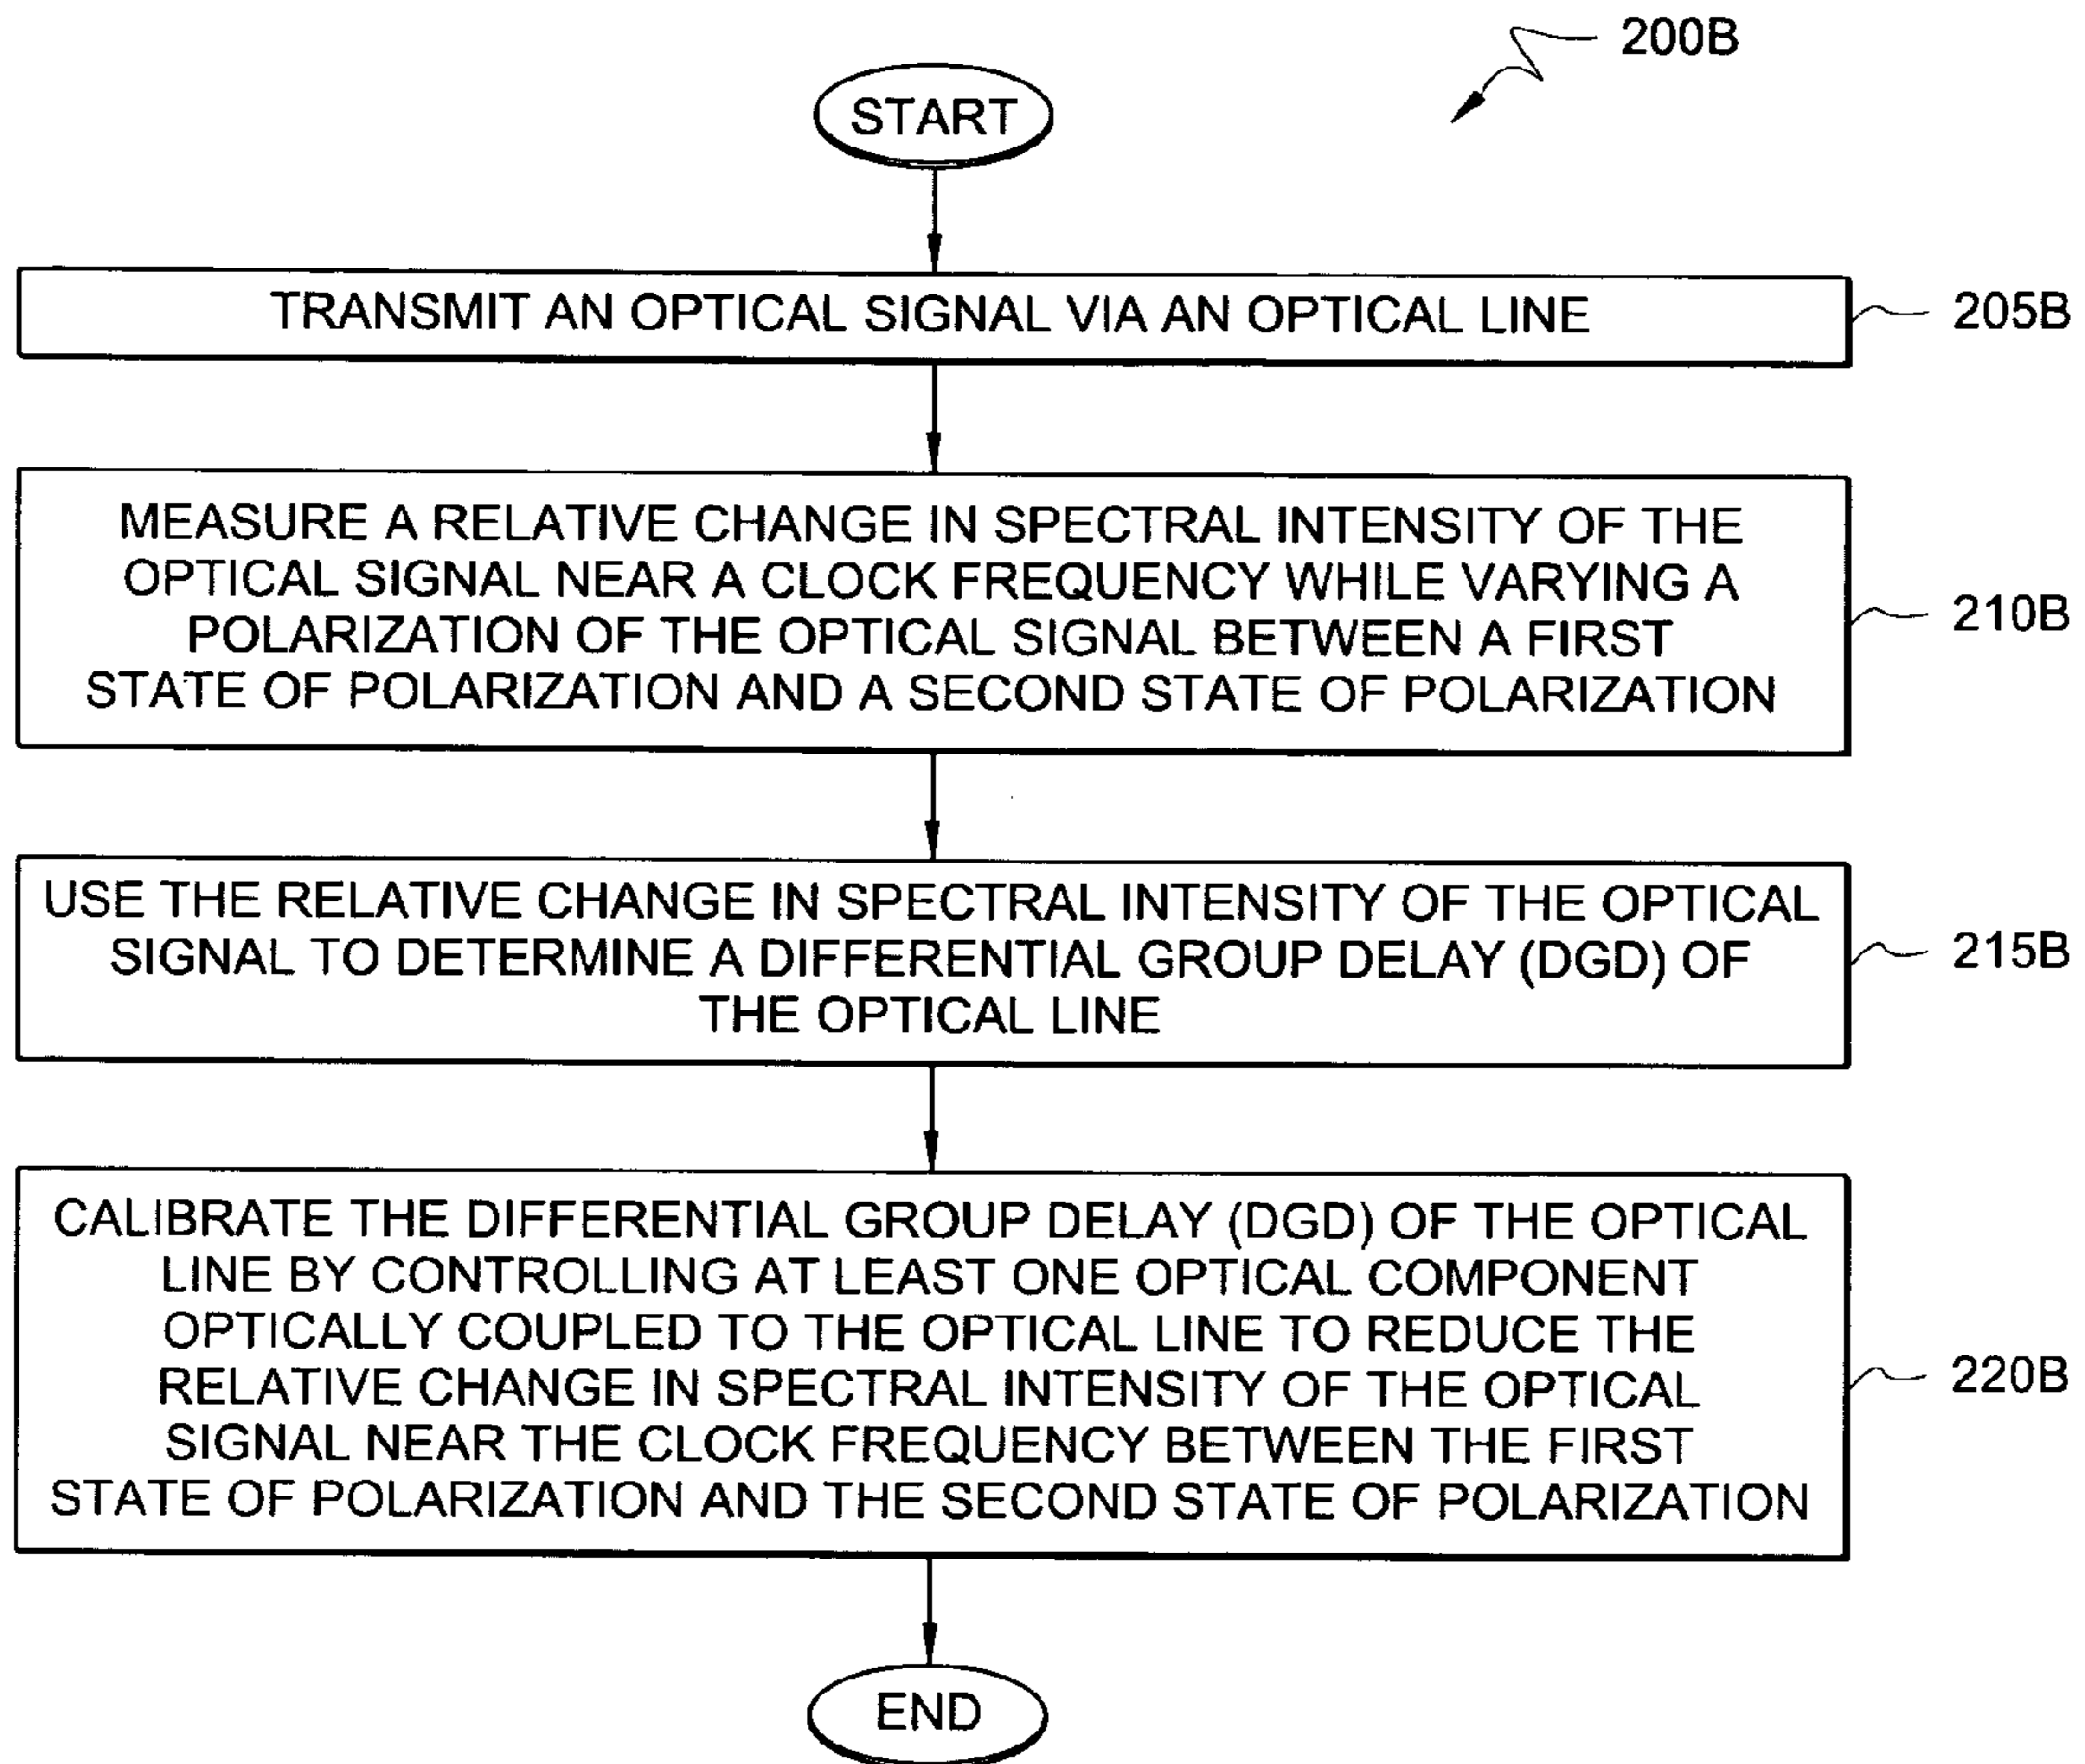 200B
START
TRANSMIT AN OPTICAL SIGNAL VIA AN OPTICAL LINE
205B
MEASURE A RELATIVE CHANGE IN SPECTRAL INTENSITY OF THE
OPTICAL SIGNAL NEAR A CLOCK FREQUENCY WHILE VARYING A
POLARIZATION OF THE OPTICAL SIGNAL BETWEEN A FIRST
STATE OF POLARIZATION AND A SECOND STATE OF POLARIZATION
210B
USE THE RELATIVE CHANGE IN SPECTRAL INTENSITY OF THE OPTICAL
SIGNAL TO DETERMINE A DIFFERENTIAL GROUP DELAY (DGD) OF
THE OPTICAL LINE
215B
CALIBRATE THE DIFFERENTIAL GROUP DELAY (DGD) OF THE OPTICAL
LINE BY CONTROLLING AT LEAST ONE OPTICAL COMPONENT
OPTICALLY COUPLED TO THE OPTICAL LINE TO REDUCE THE
RELATIVE CHANGE IN SPECTRAL INTENSITY OF THE OPTICAL
SIGNAL NEAR THE CLOCK FREQUENCY BETWEEN THE FIRST
STATE OF POLARIZATION AND THE SECOND STATE OF POLARIZATION
220B
END